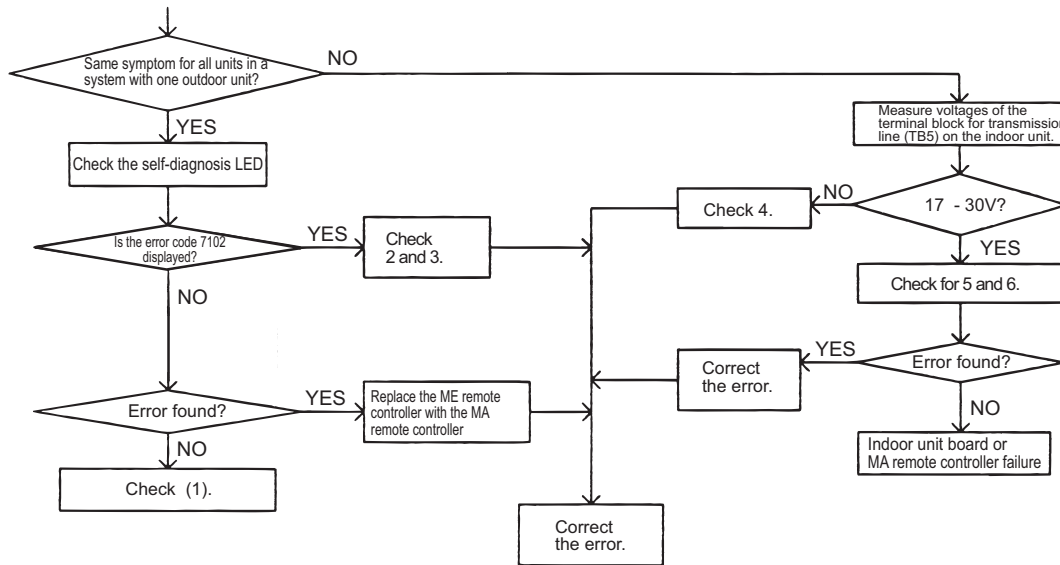 Same symptom for all units in a
system with one outdoor unit?
NO
YES
Measure voltages of the
terminal block for transmission
line (TB5) on the indoor unit.
Check the self-diagnosis LED
NO
Check 4.
17 - 30V?
Is the error code 7102
displayed?
YES
Check
2 and 3.
YES
NO
Check for 5 and 6.
YES
Correct
the error.
Error found?
Error found?
YES
Replace the ME remote
controller with the MA
remote controller
NO
NO
Indoor unit board or
MA remote controller failure
Check (1).
Correct
the error.